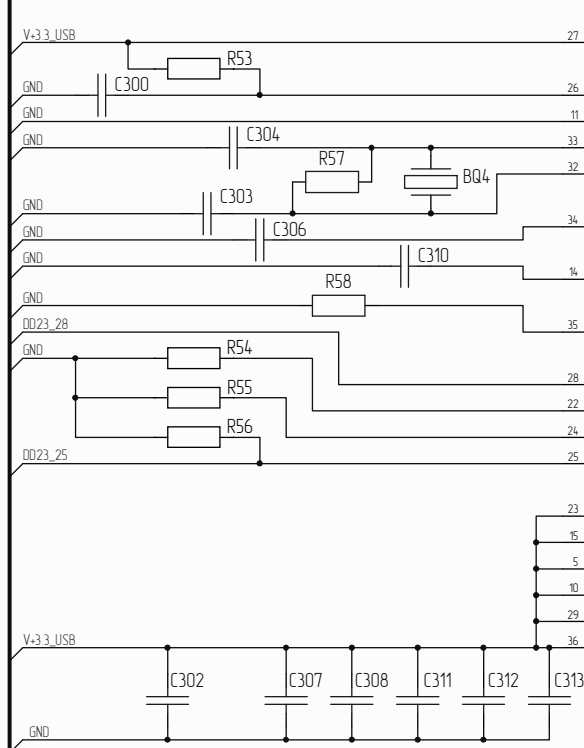 V+3.3_USB 27
R53
GND C300 26
GND 11
GND C304 33
R57 BQ4 32
GND C303
GND C306 34
GND C310 14
GND R58 35
DD23_28
GND R54 28
R55 22
R56 24
DD23_25 25
23
15
5
10
29
V+3.3_USB 36
C302 C307 C308 C311 C312 C313
GND